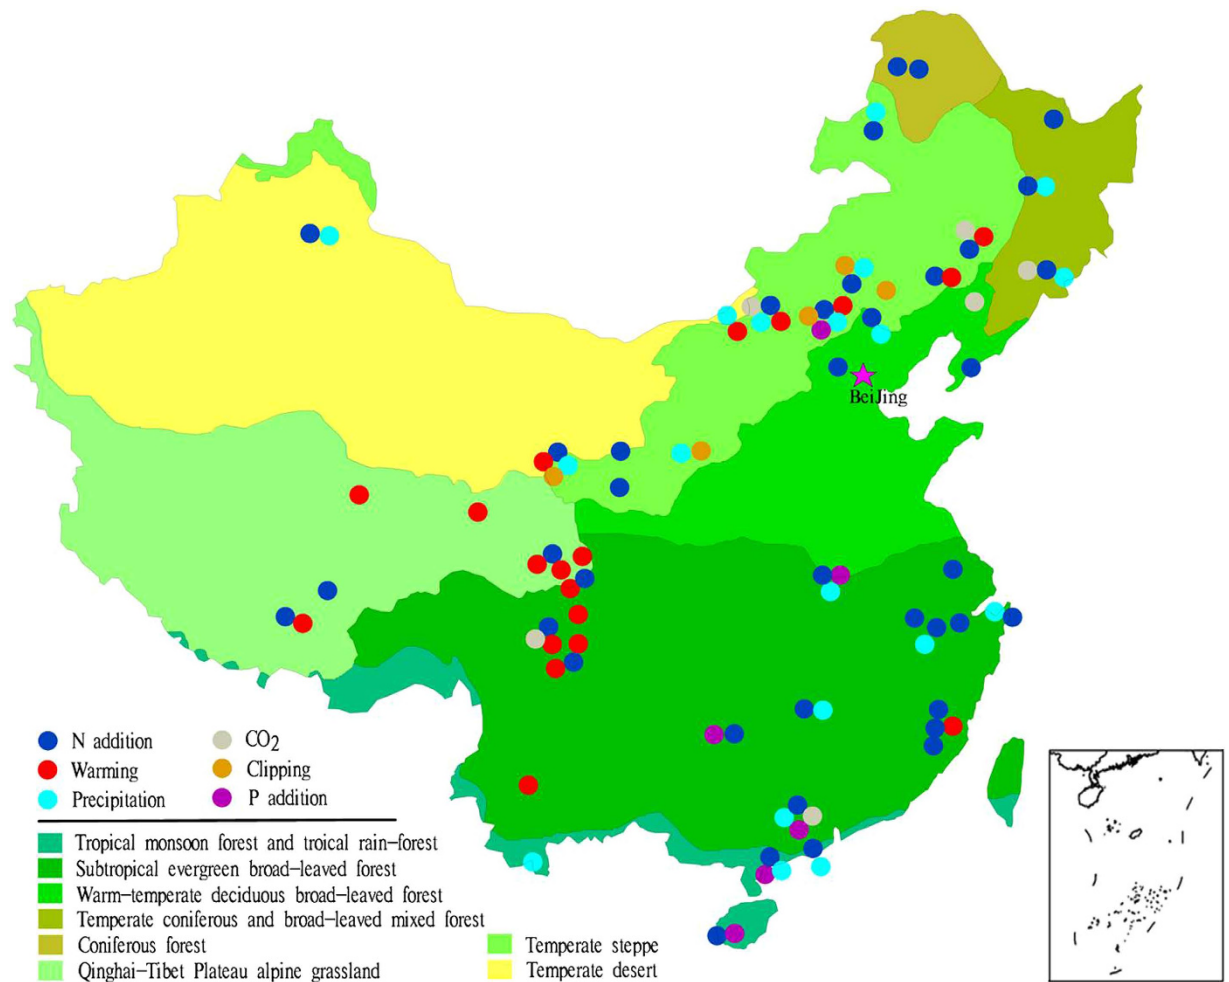 BeiJing
N addition
CO2
Warming
Clipping
Precipitation
P addition
Tropical monsoon forest and troical rain-forest
Subtropical evergreen broad-leaved forest
Warm-temperate deciduous broad-leaved forest
Temperate coniferous and broad-leaved mixed forest
Coniferous forest
Temperate steppe
Qinghai-Tibet Plateau alpine grassland
Temperate desert